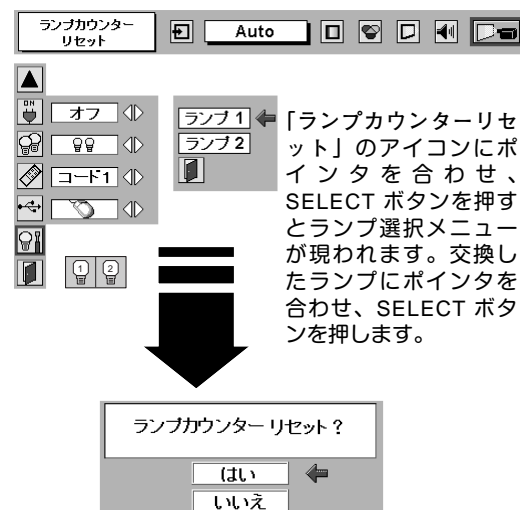 ランプカウンター
リセット
Auto
ON
オフ
コード1
1 2
ランプ 1
ランプ 2
「ランプカウンターリセ
ット」のアイコンにポ
インタを合わせ、
SELECT ボタンを押す
とランプ選択メニュー
が現われます。交換し
たランプにポインタを
合わせ、SELECT ボタ
ンを押します。
ランプカウンター リセット?
はい
いいえ